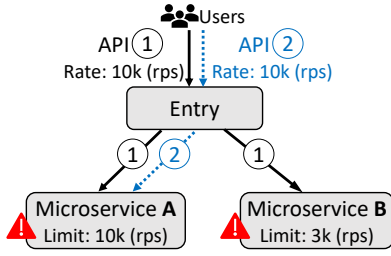 Users
API 1
Rate: 10k (rps)
API 2
Rate: 10k (rps)
Entry
1
2
1
Microservice A
Limit: 10k (rps)
Microservice B
Limit: 3k (rps)